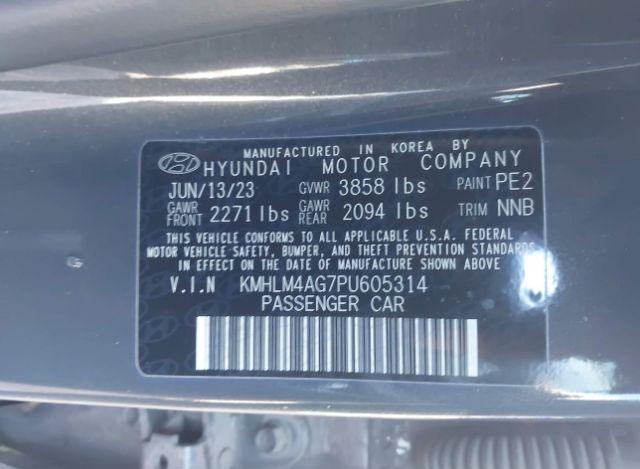 MANUFACTURED IN KOREA BY
HYUNDAI MOTOR COMPANY
JUN/13/23 GVWR 3858 lbs PAINT PE2
GAWR FRONT 2271 lbs GAWR REAR 2094 lbs TRIM NNB
THIS VEHICLE CONFORMS TO ALL APPLICABLE U.S.A. FEDERAL
MOTOR VEHICLE SAFETY, BUMPER, AND THEFT PREVENTION STANDARDS
IN EFFECT ON THE DATE OF MANUFACTURE SHOWN ABOVE
V.I.N KMHLM4AG7PU605314
PASSENGER CAR